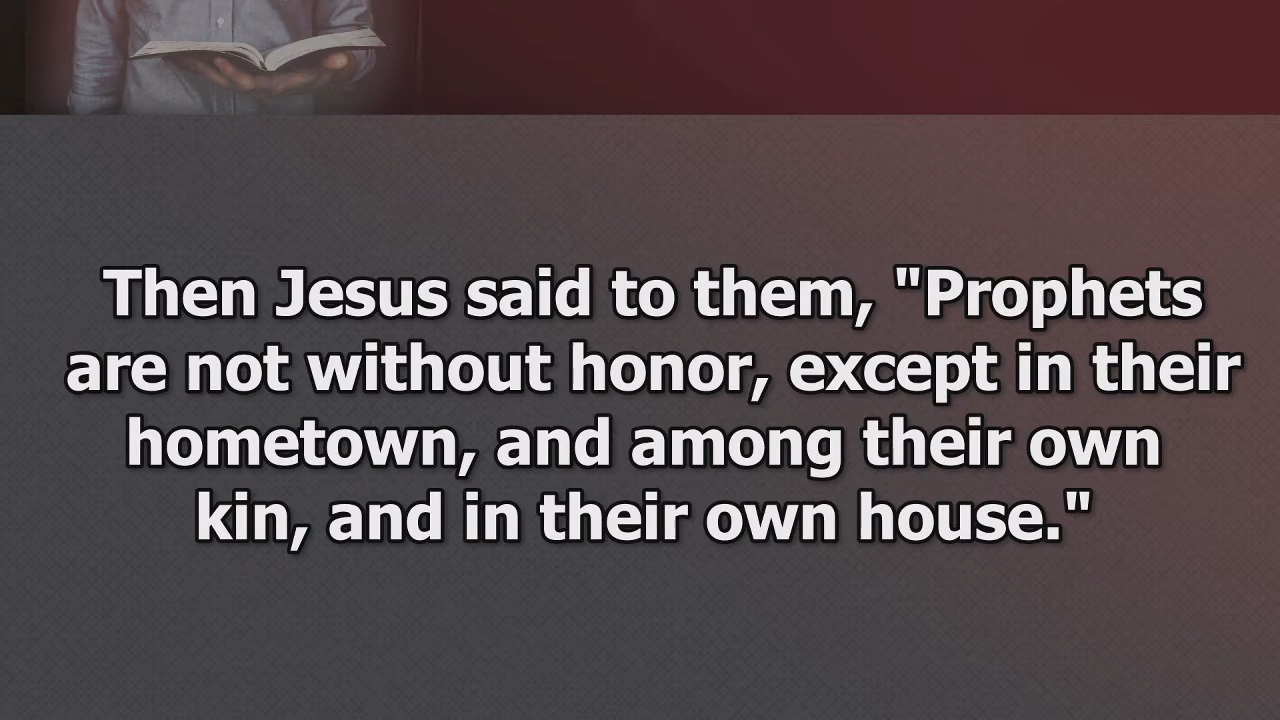 Then Jesus said to them, "Prophets
are not without honor, except in their
hometown, and among their own
kin, and in their own house."